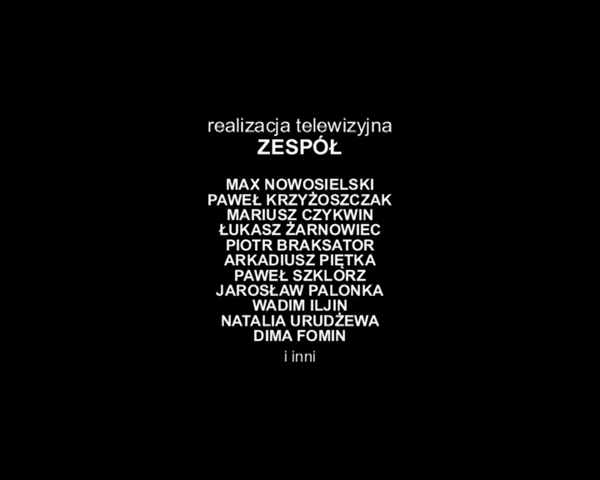 realizacja telewizyjna
ZESPÓŁ
MAX NOWOSIELSKI
PAWEŁ KRZYŻOSZCZAK
MARIUSZ CZYKWIN
ŁUKASZ ŻARNOWIEC
PIOTR BRAKSATOR
ARKADIUSZ PIĘTKA
PAWEŁ SZKLÓRZ
JAROSŁAW PALONKA
WADIM ILJIN
NATALIA URUDŻEWA
DIMA FOMIN
i inni